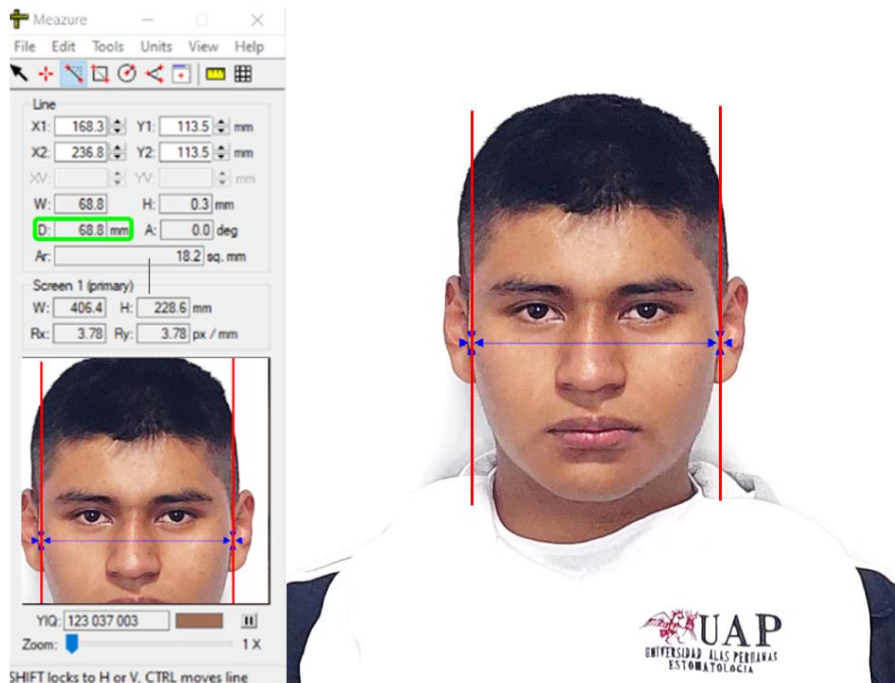 Meazure
File Edit Tools Units View Help
Line
X1: 168.3 Y1: 113.5 mm
X2: 236.8 Y2: 113.5 mm
XV: YV: mm
W: 68.8 H: 0.3 mm
D: 68.8 mm A: 0.0 deg
Ar: 18.2 sq. mm
Screen 1 (primary)
W: 406.4 H: 228.6 mm
Rx: 3.78 Ry: 3.78 px / mm
YIQ: 123 037 003
Zoom: 1 X
SHIFT locks to H or V, CTRL moves line
UAP
UNIVERSIDAD ALAS PERUANAS
ESTOMATOLOGIA